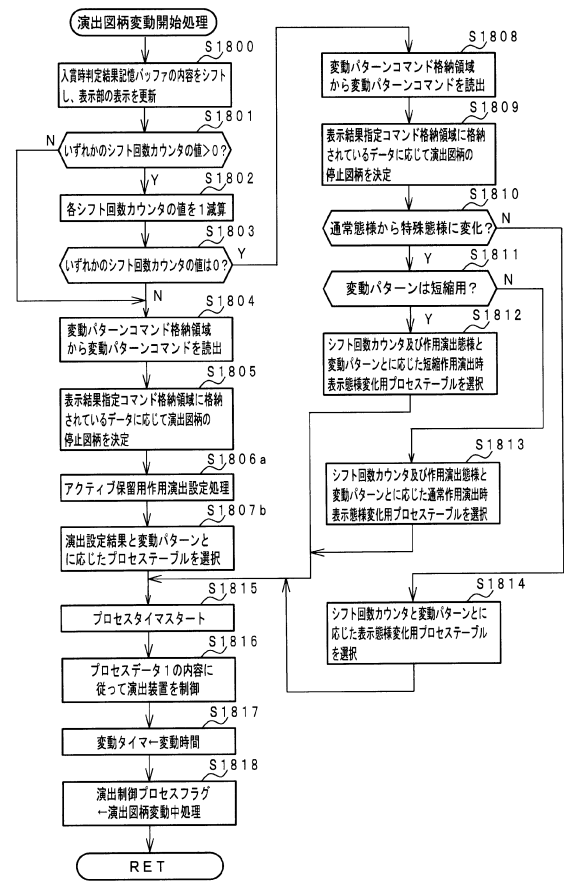 演出図柄変動開始処理
S1800
入賞時判定結果記憶バッファの内容をシフト
し、表示部の表示を更新
S1801
いずれかのシフト回数カウンタの値>0?
N
Y
S1802
各シフト回数カウンタの値を1減算
S1803
いずれかのシフト回数カウンタの値は0?
Y
N
S1804
変動パターンコマンド格納領域
から変動パターンコマンドを読出
S1805
表示結果指定コマンド格納領域に格納
されているデータに応じて演出図柄の
停止図柄を決定
S1806a
アクティブ保留用作用演出設定処理
S1807b
演出設定結果と変動パターンと
に応じたプロセステーブルを選択
S1815
プロセスタイマスタート
S1816
プロセスデータ1の内容に
従って演出装置を制御
S1817
変動タイマ←変動時間
S1818
演出制御プロセスフラグ
←演出図柄変動中処理
RET
S1808
変動パターンコマンド格納領域
から変動パターンコマンドを読出
S1809
表示結果指定コマンド格納領域に格納
されているデータに応じて演出図柄の
停止図柄を決定
S1810
通常態様から特殊態様に変化?
N
Y
S1811
変動パターンは短縮用?
N
Y
S1812
シフト回数カウンタ及び作用演出態様と
変動パターンとに応じた短縮作用演出時
表示態様変化用プロセステーブルを選択
S1813
シフト回数カウンタ及び作用演出態様と
変動パターンとに応じた通常作用演出時
表示態様変化用プロセステーブルを選択
S1814
シフト回数カウンタと変動パターンとに
応じた表示態様変化用プロセステーブル
を選択